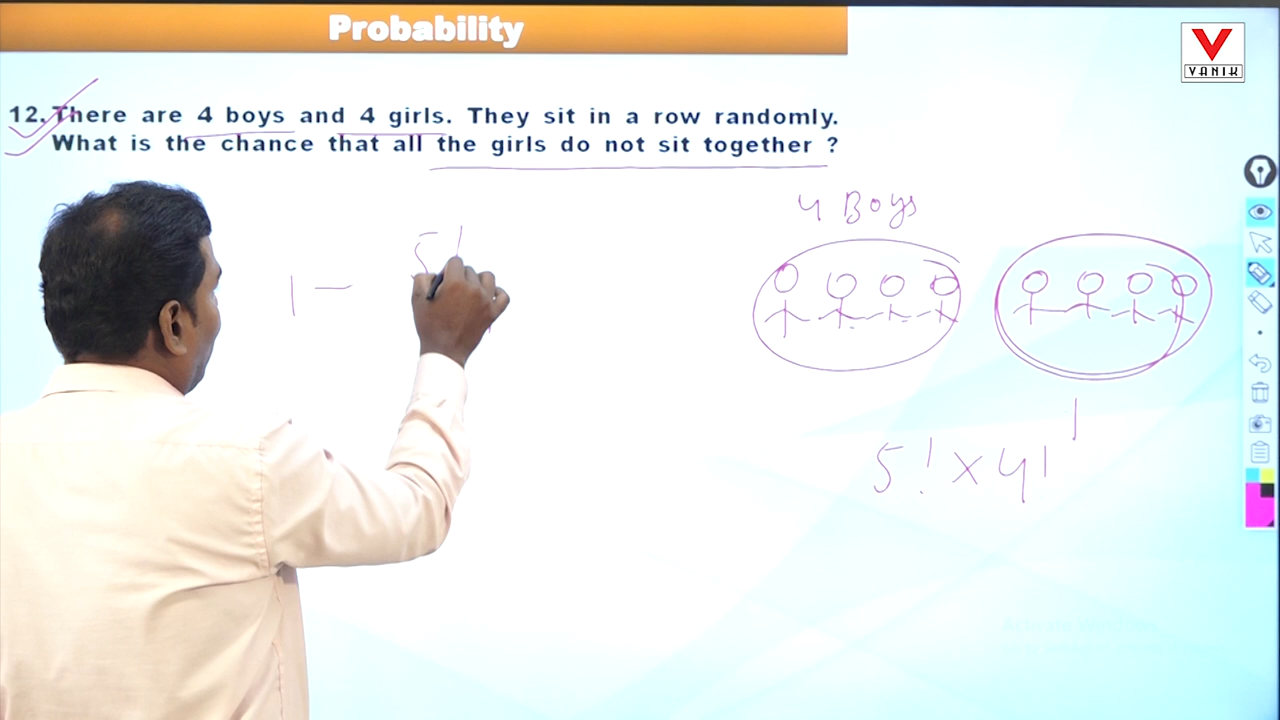 Probability
VANIK
12. There are 4 boys and 4 girls. They sit in a row randomly.
What is the chance that all the girls do not sit together ?
4 Boys
1 - 5!
5! × 4!